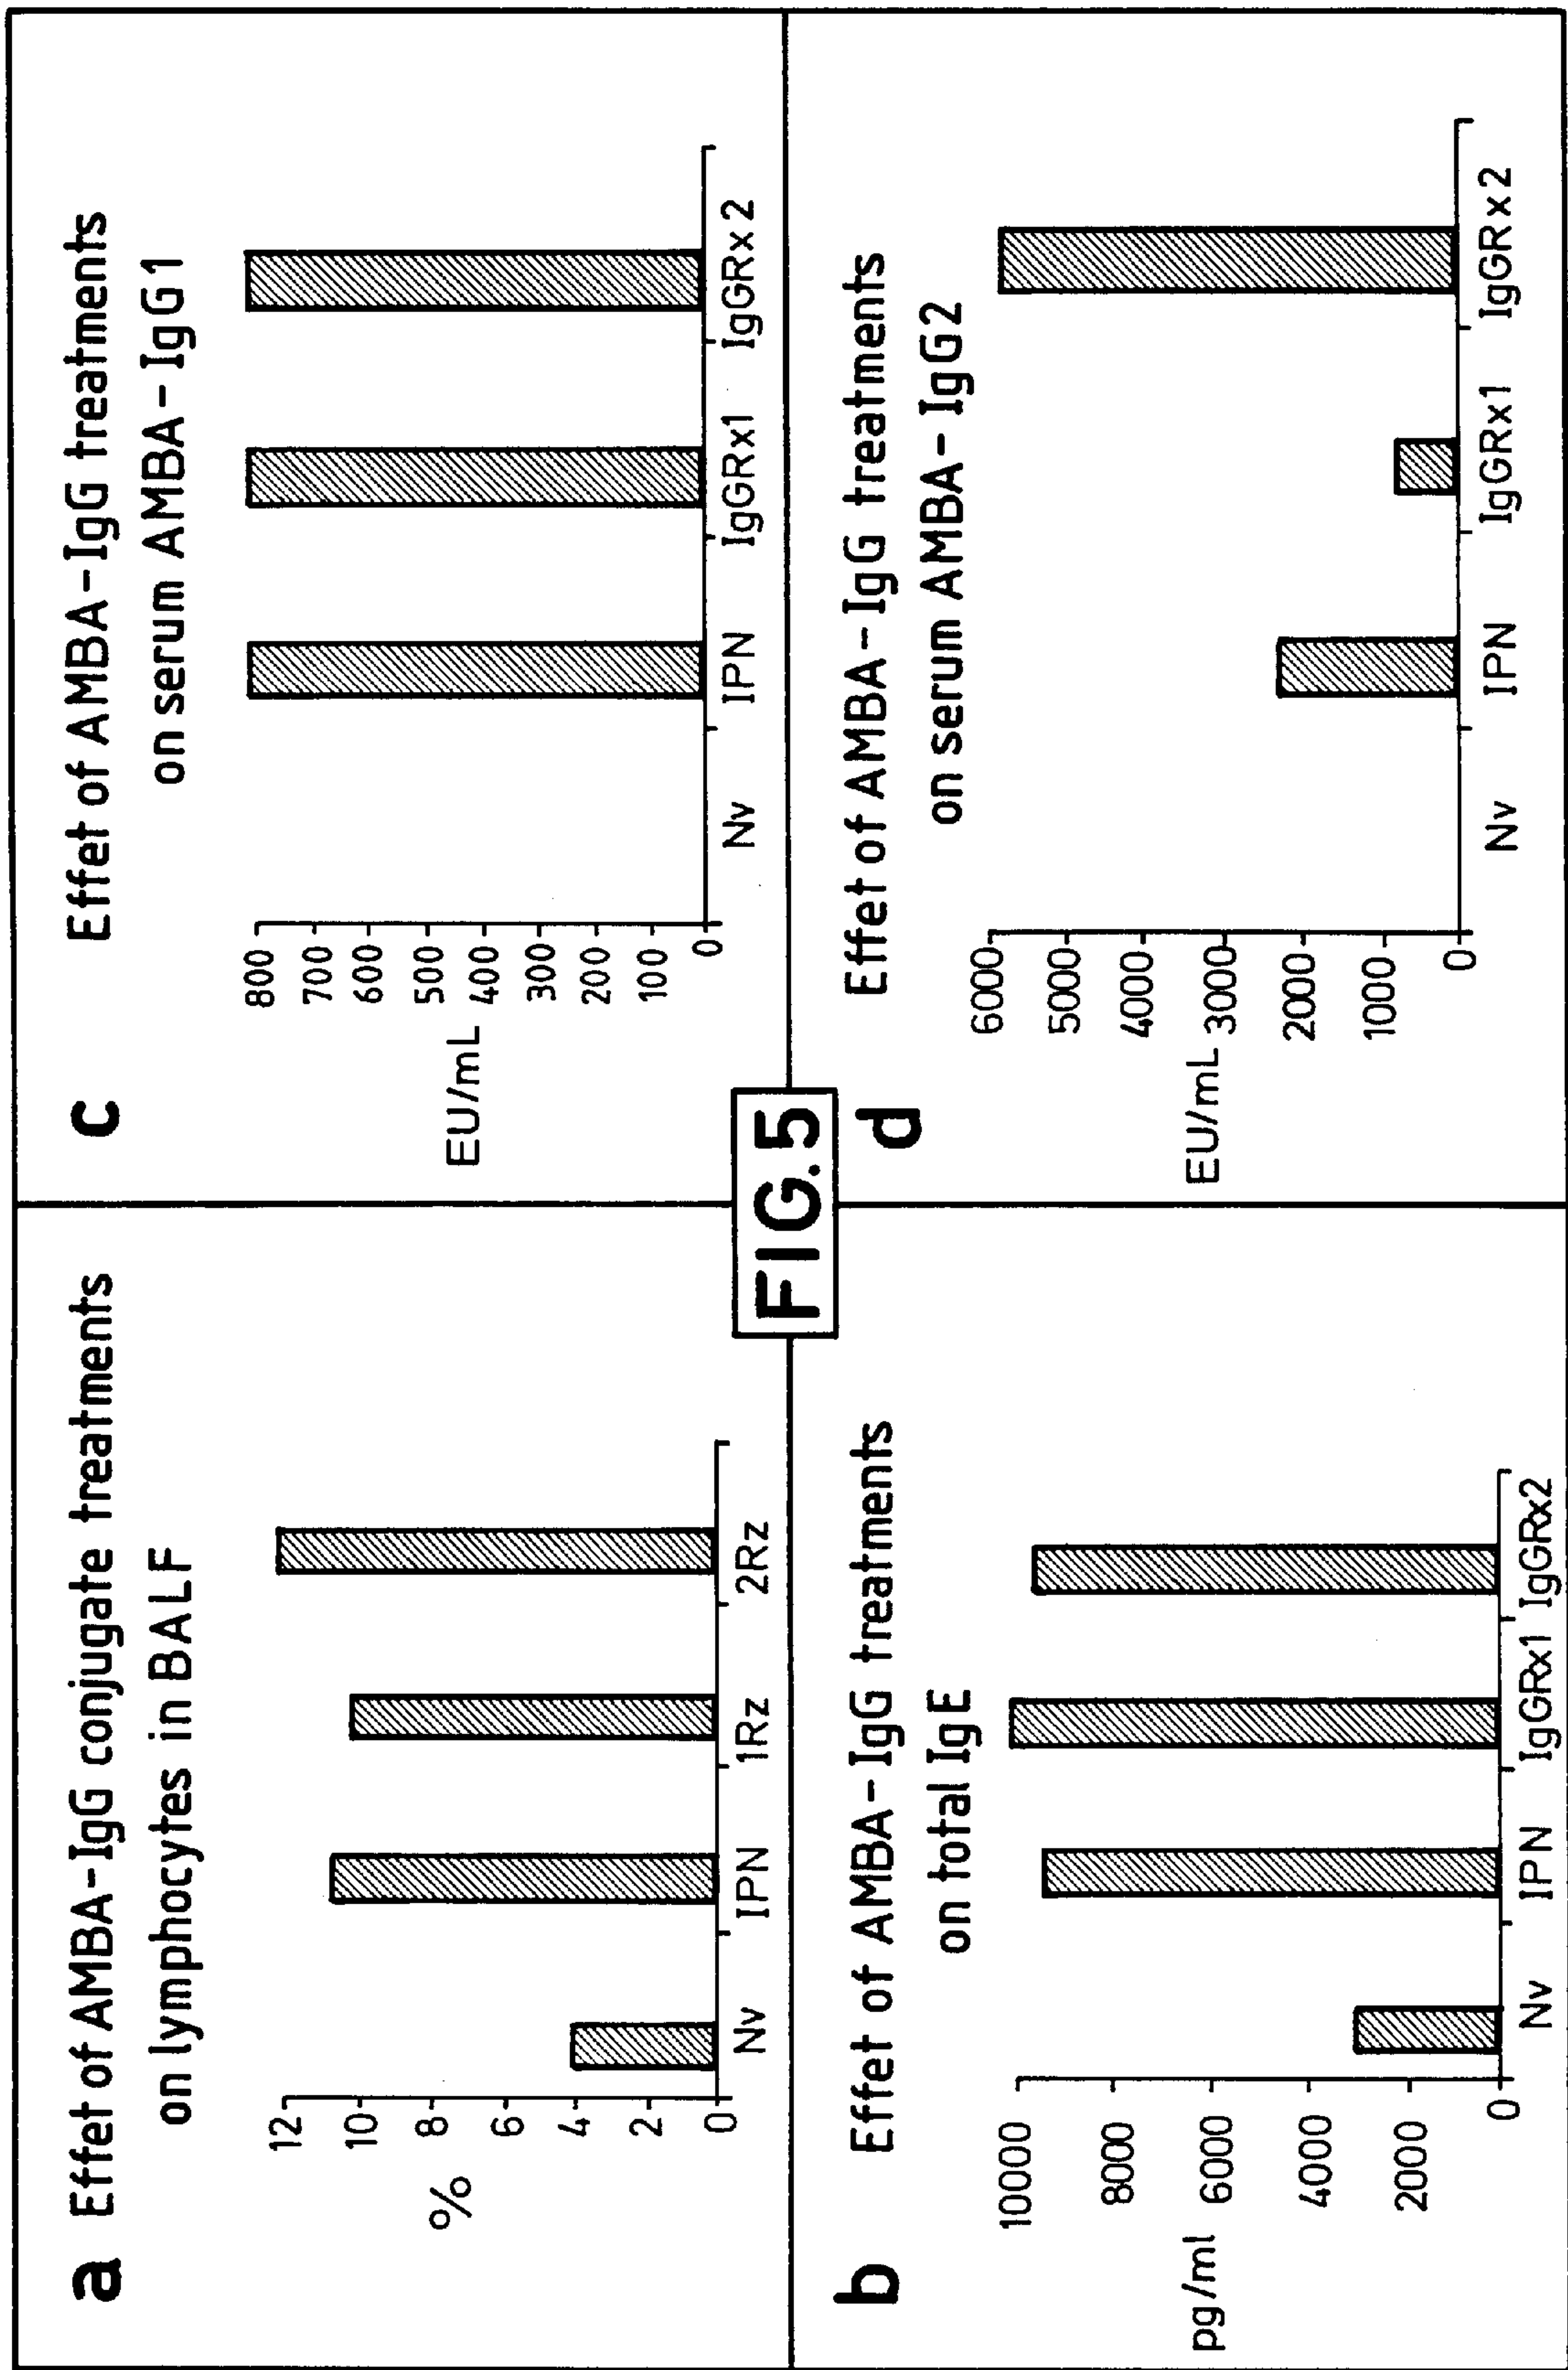 a Effet of AMBA-IgG conjugate treatments
on lymphocytes in BALF
%
12
10
8
6
4
2
0
Nv IPN 1Rz 2Rz
b Effet of AMBA-IgG treatments
on total IgE
pg/ml
10000
8000
6000
4000
2000
0
Nv IPN IgGRx1 IgGRx2
FIG.5
c Effet of AMBA-IgG treatments
on serum AMBA-IgG1
EU/mL
800
700
600
500
400
300
200
100
0
Nv IPN IgGRx1 IgGRx2
d Effet of AMBA-IgG treatments
on serum AMBA-IgG2
EU/mL
6000
5000
4000
3000
2000
1000
0
Nv IPN IgGRx1 IgGRx2